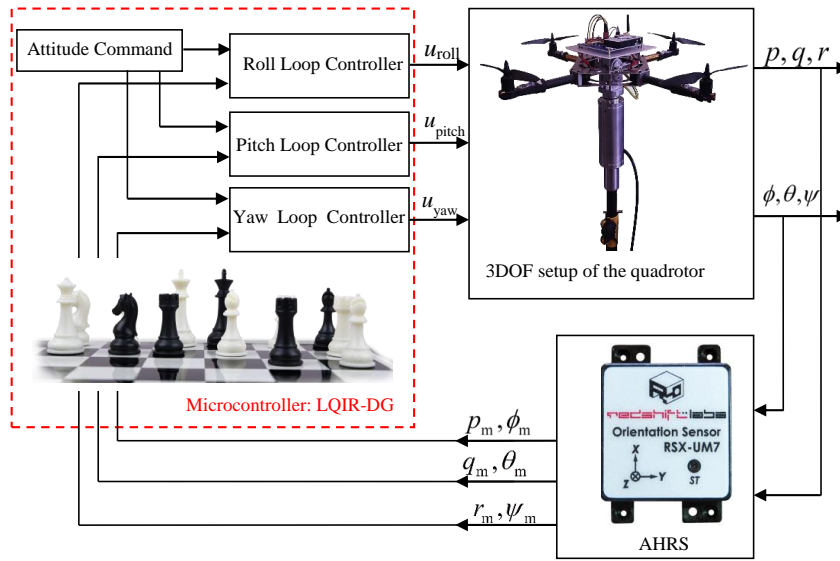 Attitude Command
Roll Loop Controller
Pitch Loop Controller
Yaw Loop Controller
u_roll
u_pitch
u_yaw
p, q, r
ϕ, θ, ψ
3DOF setup of the quadrotor
Microcontroller: LQIR-DG
p_m, ϕ_m
q_m, θ_m
r_m, ψ_m
redshift labs
Orientation Sensor
RSX-UM7
X
Y
Z
ST
AHRS